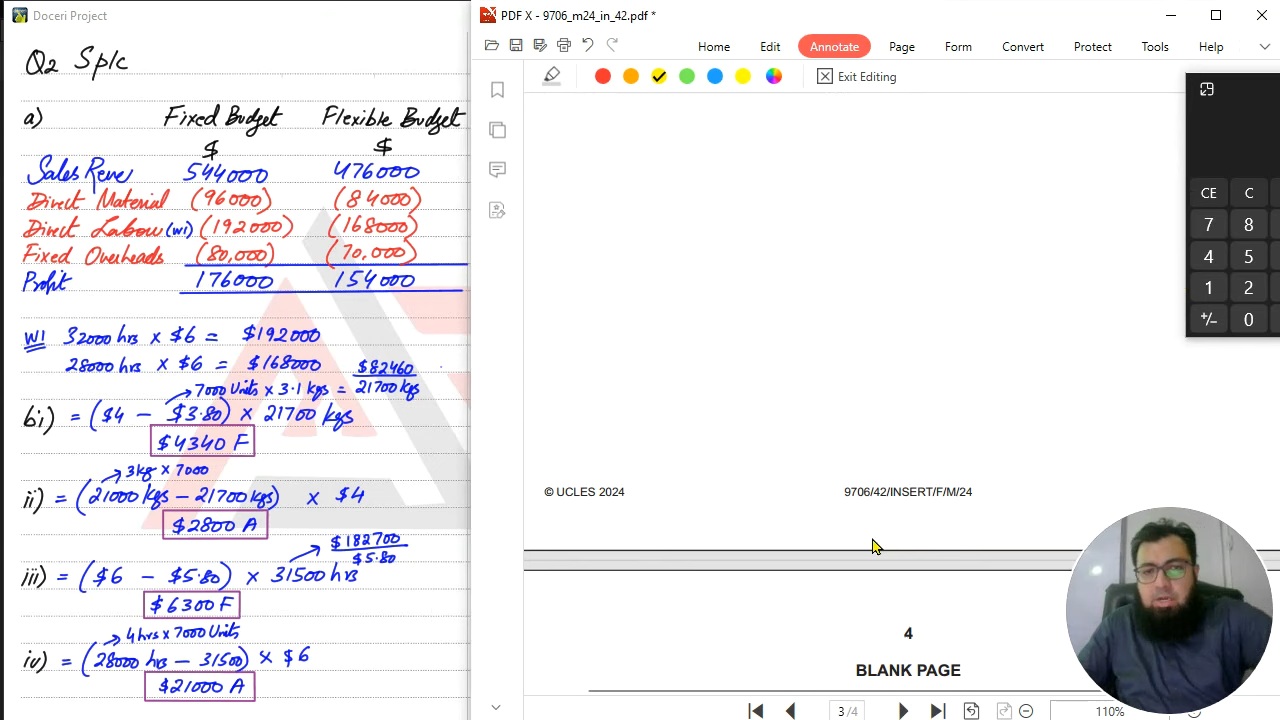 Doceri Project
Q2 Splc
a) Fixed Budget Flexible Budget
$ $
Sales Reve 544000 476000
Direct Material (96000) (84000)
Direct Labour (W1) (192000) (168000)
Fixed Overheads (80,000) (70,000)
Profit 176000 154000
W1 32000 hrs x $6 = $192000
28000 hrs x $6 = $168000 $82460
→ 7000 Units x 3.1 kgs = 21700 kgs
bi) = ($4 - $3.80) x 21700 kgs
$4340 F
→ 3kg x 7000
ii) = (21000 kgs - 21700 kgs) x $4
$2800 A
→ $182700
$5.80
iii) = ($6 - $5.80) x 31500 hrs
$6300 F
→ 4hrs x 7000 Units
iv) = (28000 hrs - 31500) x $6
$21000 A
PDF X - 9706_m24_in_42.pdf *
Home Edit Annotate Page Form Convert Protect Tools Help
Exit Editing
CE C
7 8
4 5
1 2
+/- 0
© UCLES 2024 9706/42/INSERT/F/M/24
4
BLANK PAGE
3/4 110%